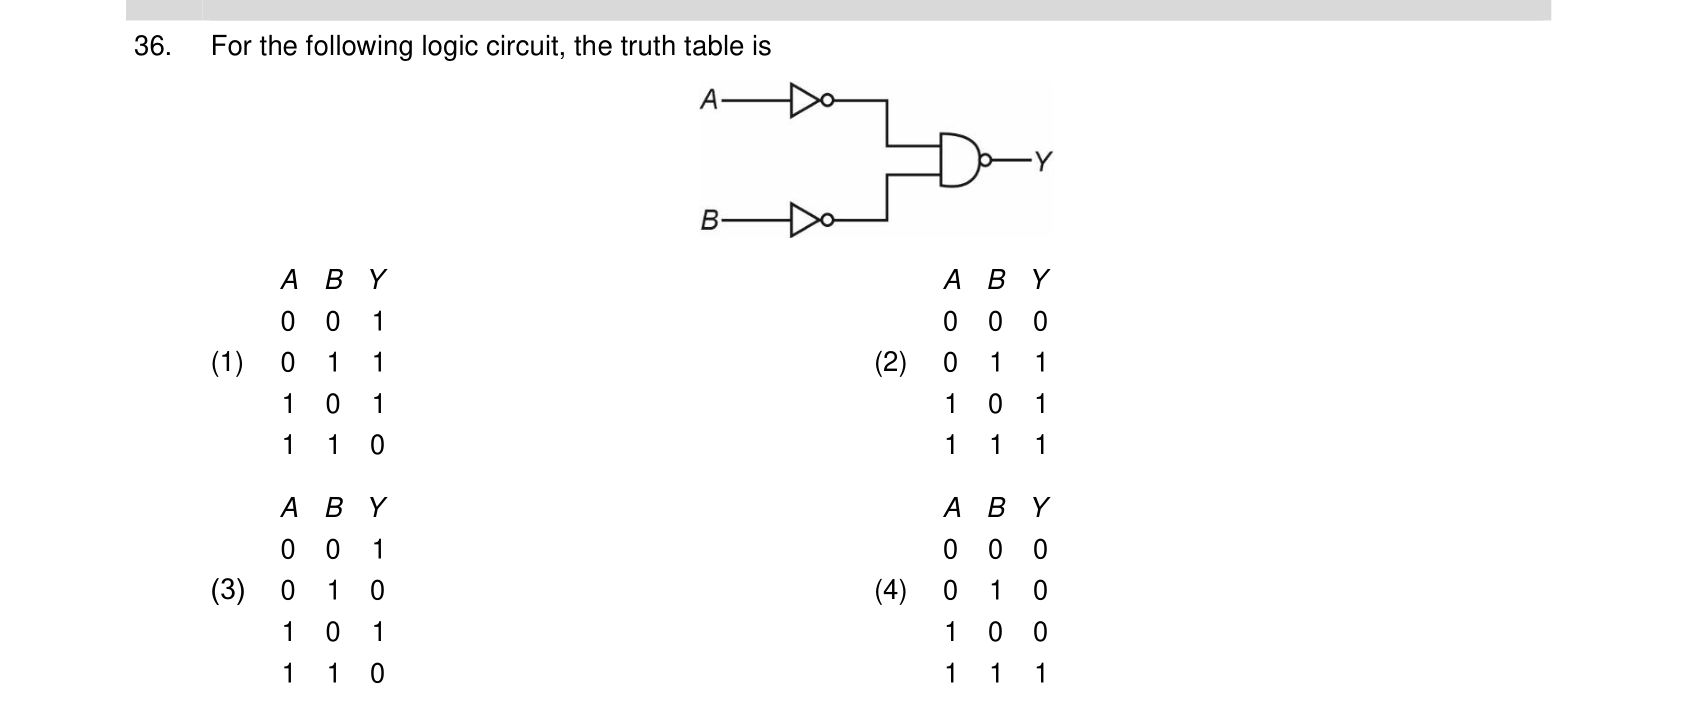 36. For the following logic circuit, the truth table is
A
Y
B
A B Y
0 0 1
(1) 0 1 1
1 0 1
1 1 0
A B Y
0 0 0
(2) 0 1 1
1 0 1
1 1 1
A B Y
0 0 1
(3) 0 1 0
1 0 1
1 1 0
A B Y
0 0 0
(4) 0 1 0
1 0 0
1 1 1